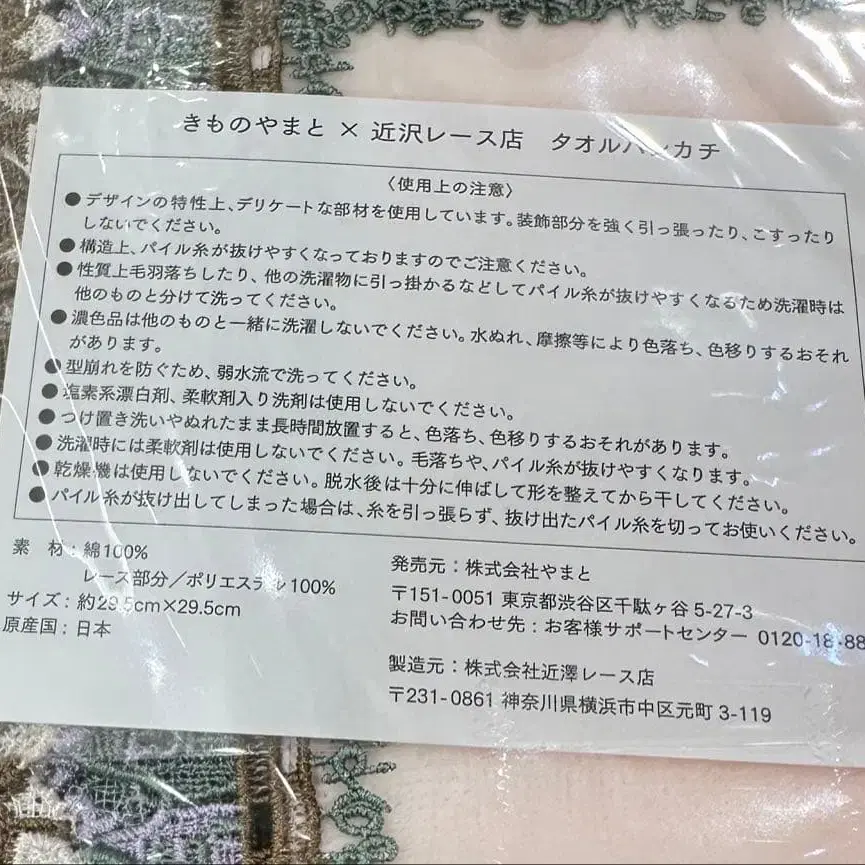 きものやまと × 近沢レース店　タオルハンカチ
〈使用上の注意〉
●デザインの特性上、デリケートな部材を使用しています。装飾部分を強く引っ張ったり、こすったり
しないでください。
●構造上、パイル糸が抜けやすくなっておりますのでご注意ください。
●性質上毛羽落ちしたり、他の洗濯物に引っ掛かるなどしてパイル糸が抜けやすくなるため洗濯時は
他のものと分けて洗ってください。
●濃色品は他のものと一緒に洗濯しないでください。水ぬれ、摩擦等により色落ち、色移りするおそれ
があります。
●型崩れを防ぐため、弱水流で洗ってください。
●塩素系漂白剤、柔軟剤入り洗剤は使用しないでください。
●つけ置き洗いやぬれたまま長時間放置すると、色落ち、色移りするおそれがあります。
●洗濯時には柔軟剤は使用しないでください。毛落ちや、パイル糸が抜けやすくなります。
●乾燥機は使用しないでください。脱水後は十分に伸ばして形を整えてから干してください。
●パイル糸が抜け出してしまった場合は、糸を引っ張らず、抜け出たパイル糸を切ってお使いください。
素　材：綿100%
レース部分／ポリエステル100%
サイズ：約29.5cm×29.5cm
原産国：日本
発売元：株式会社やまと
〒151-0051 東京都渋谷区千駄ヶ谷 5-27-3
お問い合わせ先：お客様サポートセンター 0120-18-88
製造元：株式会社近澤レース店
〒231-0861 神奈川県横浜市中区元町 3-119